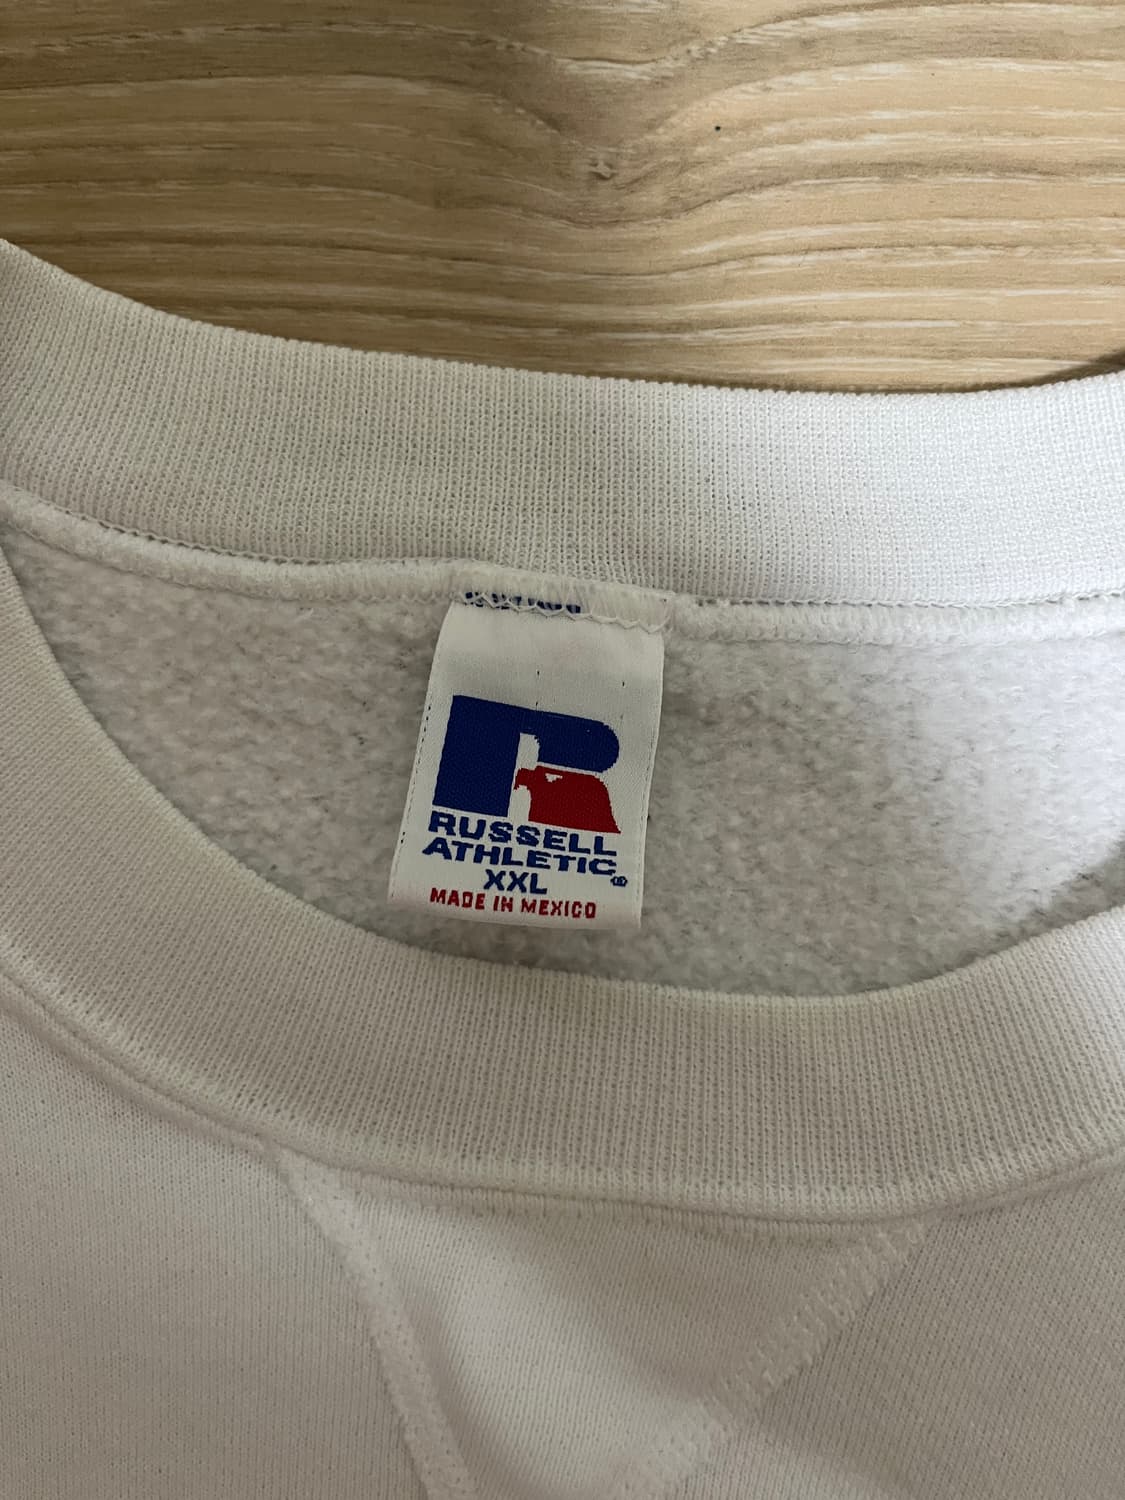 RUSSELL
ATHLETIC®
XXL
MADE IN MEXICO